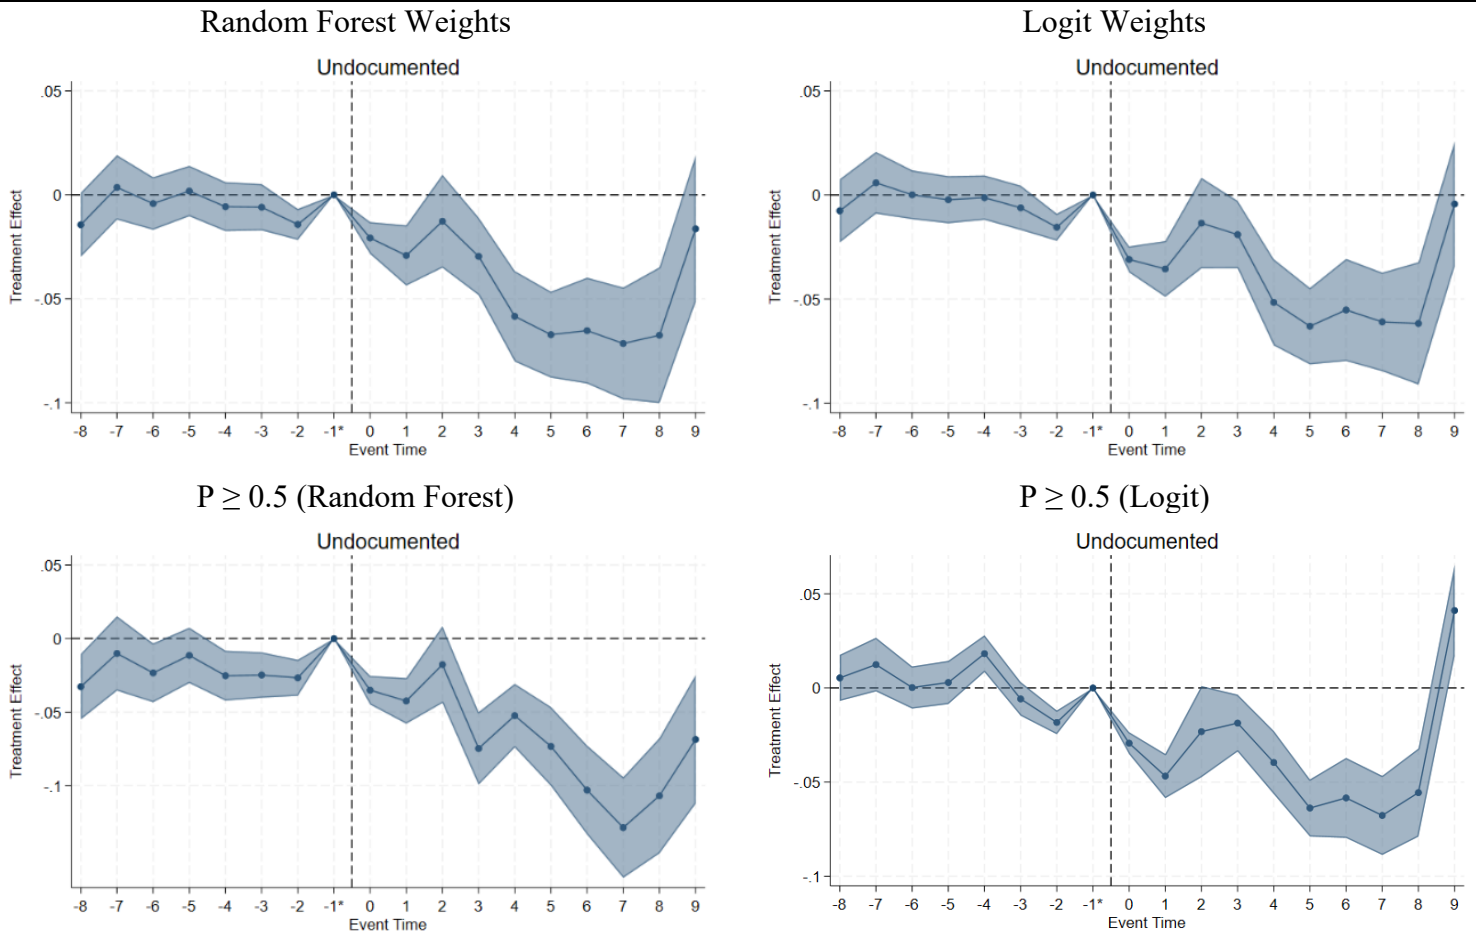 Random Forest Weights
Logit Weights
Undocumented
.05
0
-.05
-.1
Treatment Effect
-8 -7 -6 -5 -4 -3 -2 -1* 0 1 2 3 4 5 6 7 8 9
Event Time
Undocumented
.05
0
-.05
-.1
Treatment Effect
-8 -7 -6 -5 -4 -3 -2 -1* 0 1 2 3 4 5 6 7 8 9
Event Time
P ≥ 0.5 (Random Forest)
P ≥ 0.5 (Logit)
Undocumented
.05
0
-.05
-.1
Treatment Effect
-8 -7 -6 -5 -4 -3 -2 -1* 0 1 2 3 4 5 6 7 8 9
Event Time
Undocumented
.05
0
-.05
-.1
Treatment Effect
-8 -7 -6 -5 -4 -3 -2 -1* 0 1 2 3 4 5 6 7 8 9
Event Time